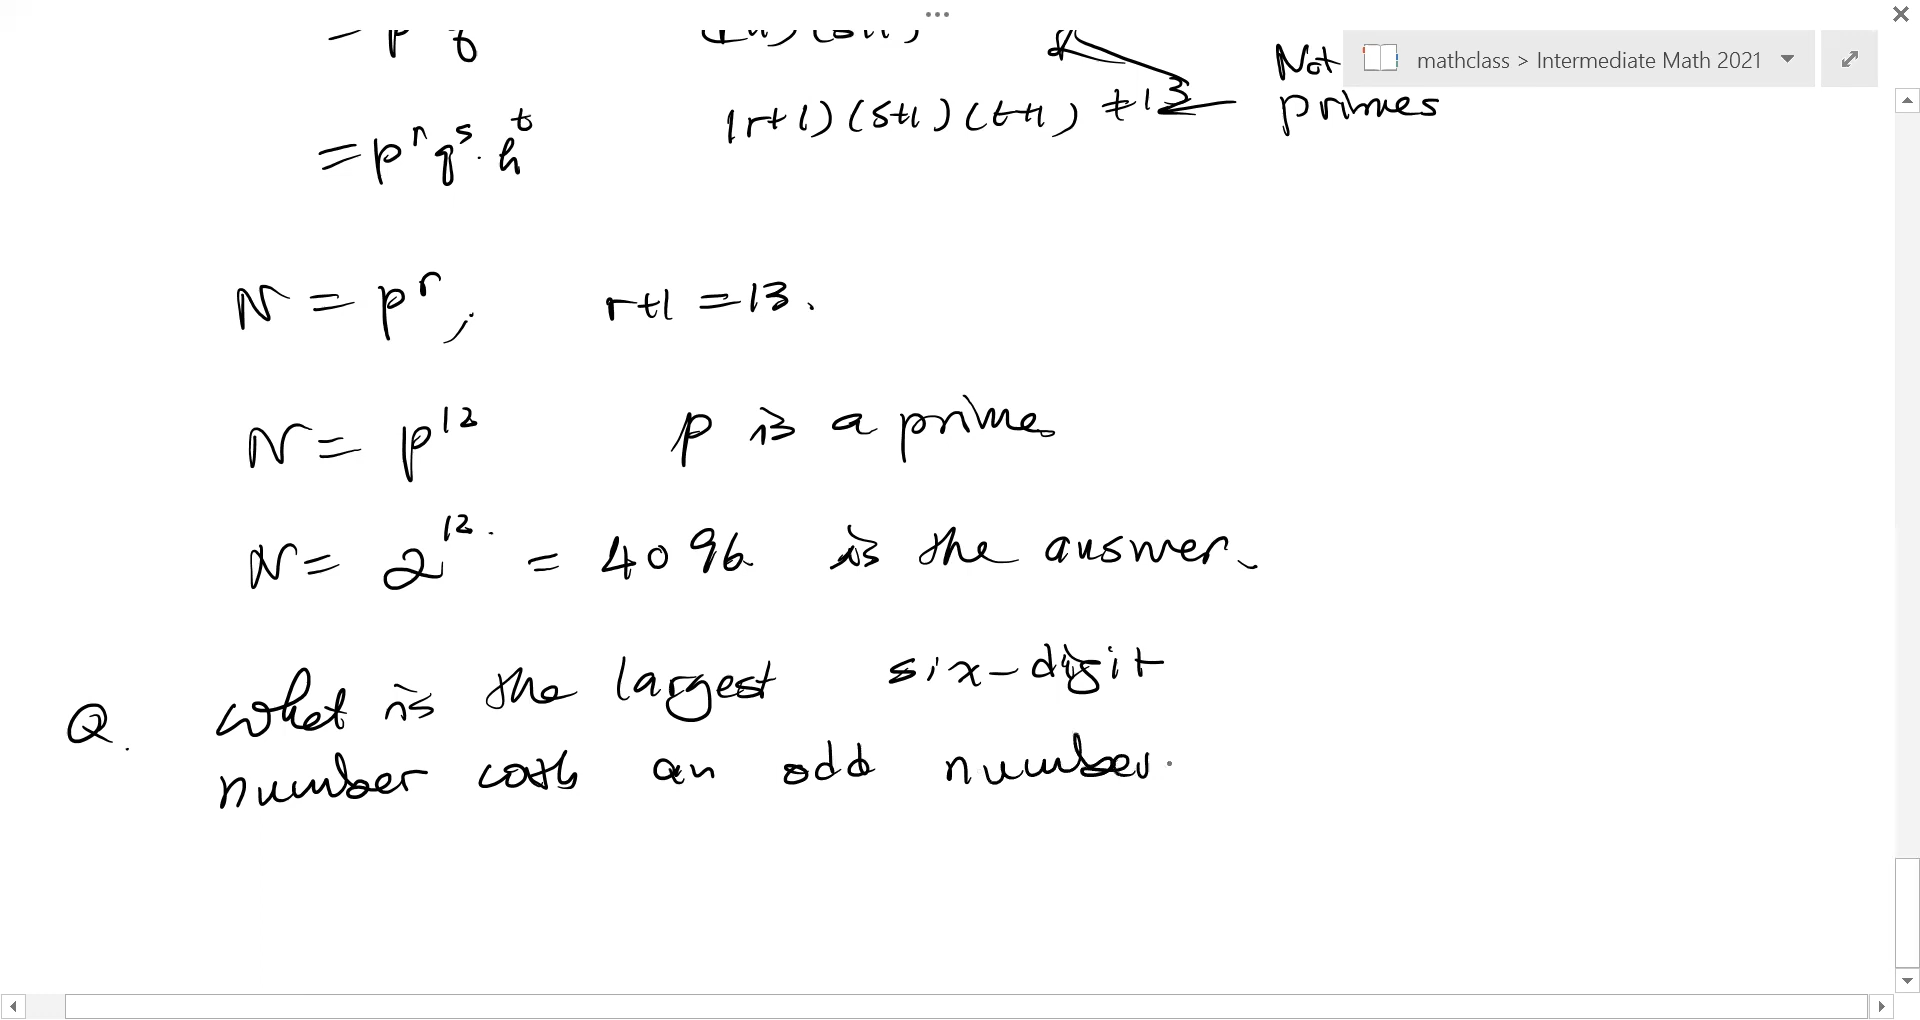 mathclass > Intermediate Math 2021
Not
primes
(r+1)(s+1)(t+1) ≠ 13
= p^r q^s . h^t
N = p^r, r+1 = 13.
N = p^12 p is a prime
N = 2^12. = 4096 is the answer.
Q. What is the largest six-digit
number with an odd number.